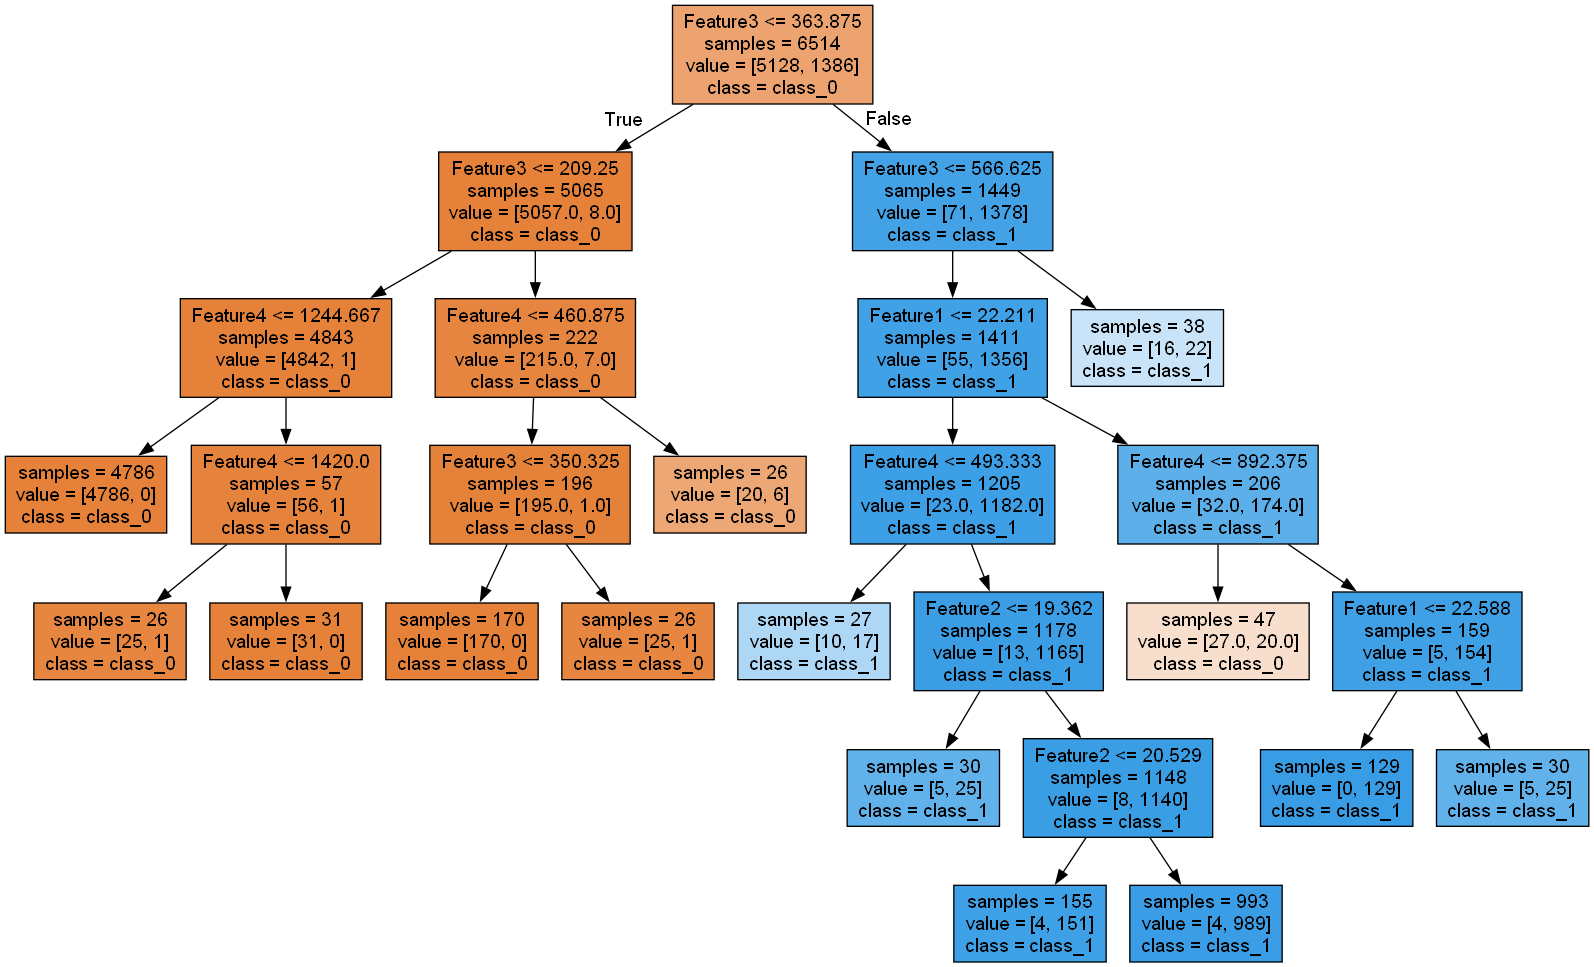 Feature3 <= 363.875
samples = 6514
value = [5128, 1386]
class = class_0
True
False
Feature3 <= 209.25
samples = 5065
value = [5057.0, 8.0]
class = class_0
Feature3 <= 566.625
samples = 1449
value = [71, 1378]
class = class_1
Feature4 <= 1244.667
samples = 4843
value = [4842, 1]
class = class_0
Feature4 <= 460.875
samples = 222
value = [215.0, 7.0]
class = class_0
Feature1 <= 22.211
samples = 1411
value = [55, 1356]
class = class_1
samples = 38
value = [16, 22]
class = class_1
samples = 4786
value = [4786, 0]
class = class_0
Feature4 <= 1420.0
samples = 57
value = [56, 1]
class = class_0
Feature3 <= 350.325
samples = 196
value = [195.0, 1.0]
class = class_0
samples = 26
value = [20, 6]
class = class_0
Feature4 <= 493.333
samples = 1205
value = [23.0, 1182.0]
class = class_1
Feature4 <= 892.375
samples = 206
value = [32.0, 174.0]
class = class_1
samples = 26
value = [25, 1]
class = class_0
samples = 31
value = [31, 0]
class = class_0
samples = 170
value = [170, 0]
class = class_0
samples = 26
value = [25, 1]
class = class_0
samples = 27
value = [10, 17]
class = class_1
Feature2 <= 19.362
samples = 1178
value = [13, 1165]
class = class_1
samples = 47
value = [27.0, 20.0]
class = class_0
Feature1 <= 22.588
samples = 159
value = [5, 154]
class = class_1
samples = 30
value = [5, 25]
class = class_1
Feature2 <= 20.529
samples = 1148
value = [8, 1140]
class = class_1
samples = 129
value = [0, 129]
class = class_1
samples = 30
value = [5, 25]
class = class_1
samples = 155
value = [4, 151]
class = class_1
samples = 993
value = [4, 989]
class = class_1